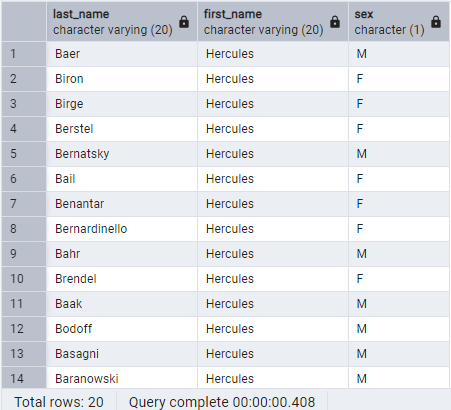 last_name first_name sex
character varying (20) character varying (20) character (1)
1 Baer Hercules M
2 Biron Hercules F
3 Birge Hercules F
4 Berstel Hercules F
5 Bernatsky Hercules M
6 Bail Hercules F
7 Benantar Hercules F
8 Bernardinello Hercules F
9 Bahr Hercules M
10 Brendel Hercules F
11 Baak Hercules M
12 Bodoff Hercules M
13 Basagni Hercules M
14 Baranowski Hercules M
Total rows: 20 Query complete 00:00:00.408